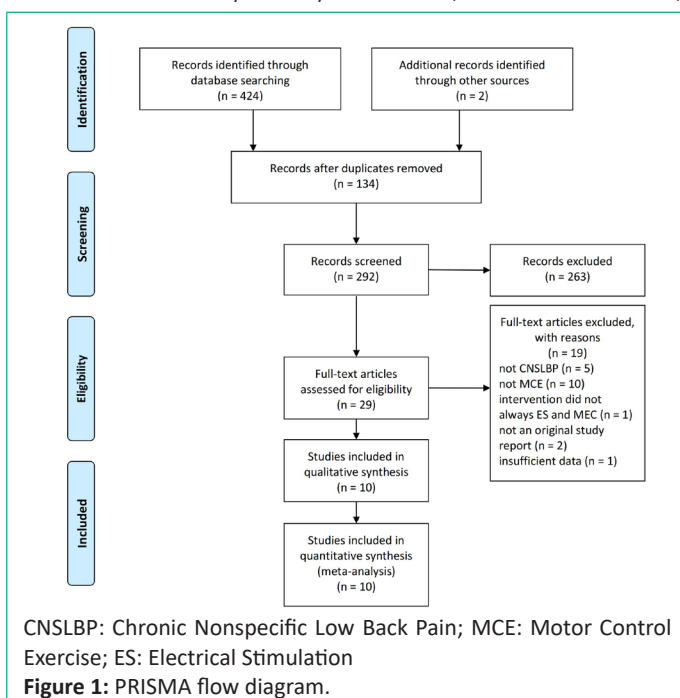 Identification
Records identified through
database searching
(n = 424)
Additional records identified
through other sources
(n = 2)
Records after duplicates removed
(n = 134)
Screening
Records screened
(n = 292)
Records excluded
(n = 263)
Eligibility
Full-text articles
assessed for eligibility
(n = 29)
Full-text articles excluded,
with reasons
(n = 19)
not CNSLBP (n = 5)
not MCE (n = 10)
intervention did not
always ES and MEC (n = 1)
not an original study
report (n = 2)
insufficient data (n = 1)
Included
Studies included in
qualitative synthesis
(n = 10)
Studies included in
quantitative synthesis
(meta-analysis)
(n = 10)
CNSLBP: Chronic Nonspecific Low Back Pain; MCE: Motor Control
Exercise; ES: Electrical Stimulation
Figure 1: PRISMA flow diagram.